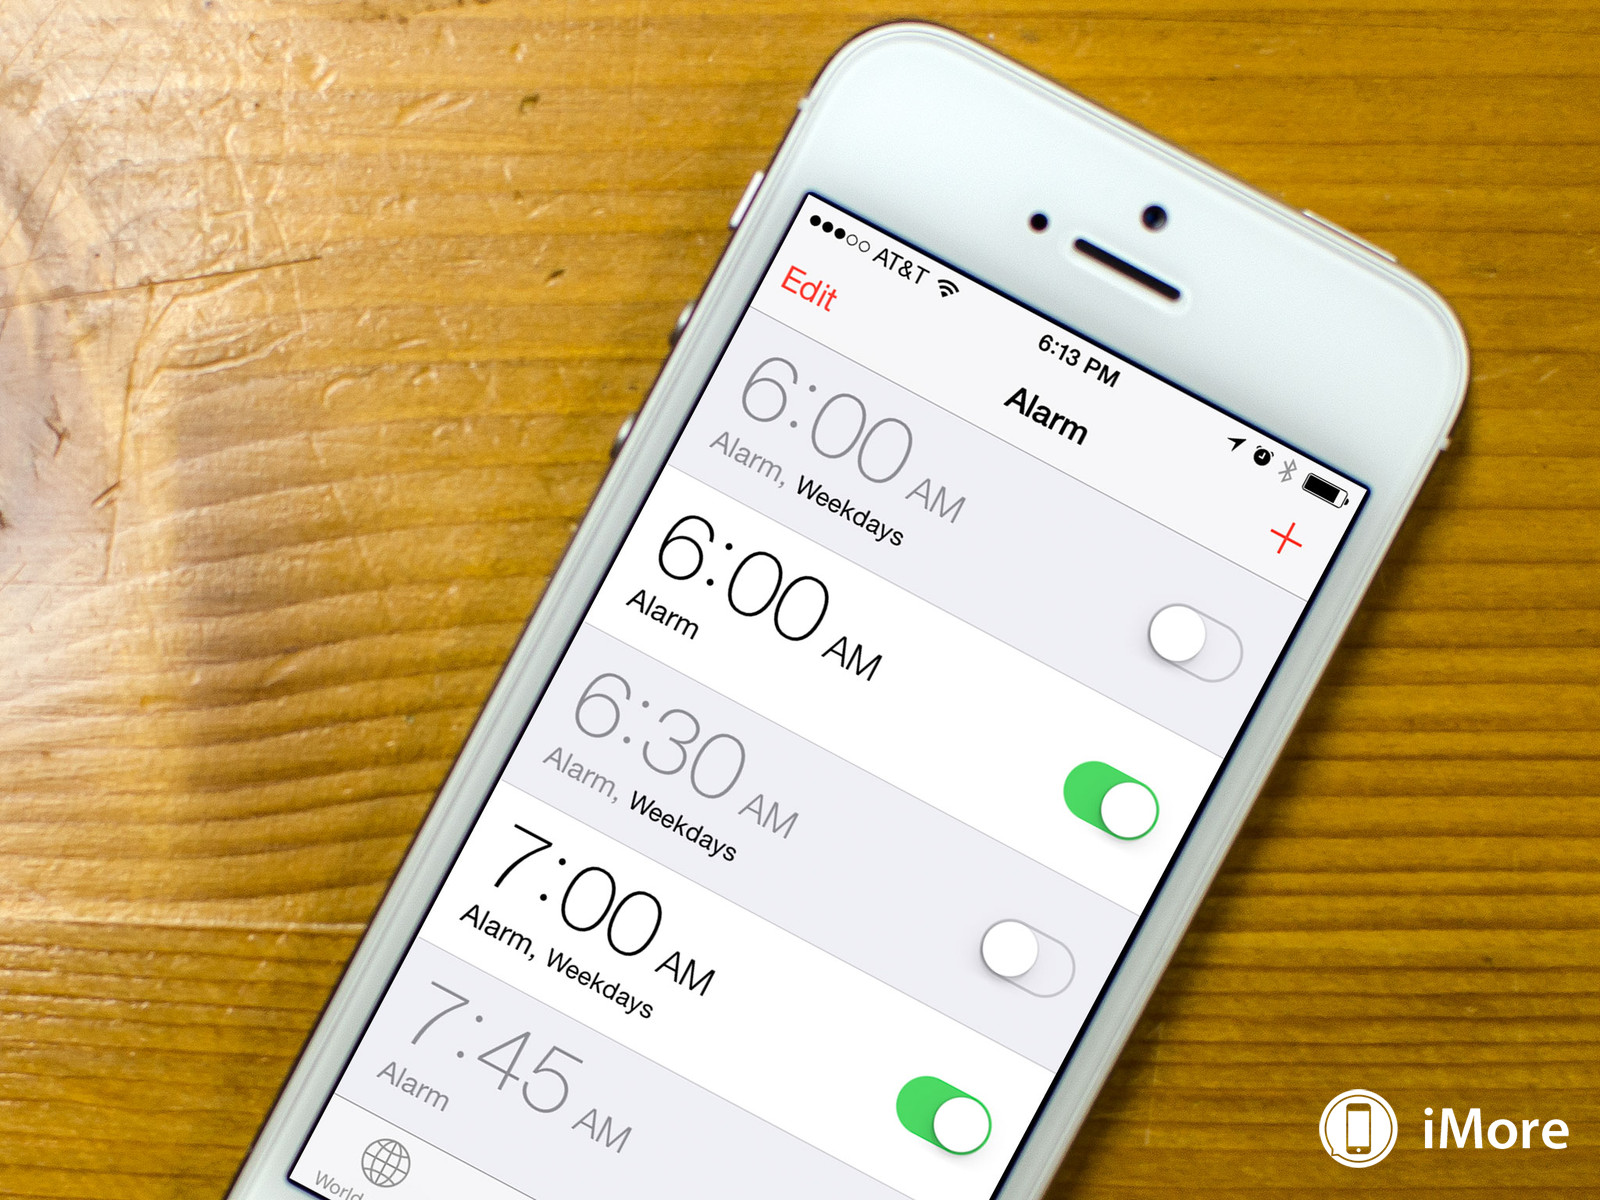 ●●●○○ AT&T
6:13 PM
Edit
Alarm
+
6:00 AM
Alarm, Weekdays
6:00 AM
Alarm
6:30 AM
Alarm, Weekdays
7:00 AM
Alarm, Weekdays
7:45 AM
Alarm
World
iMore